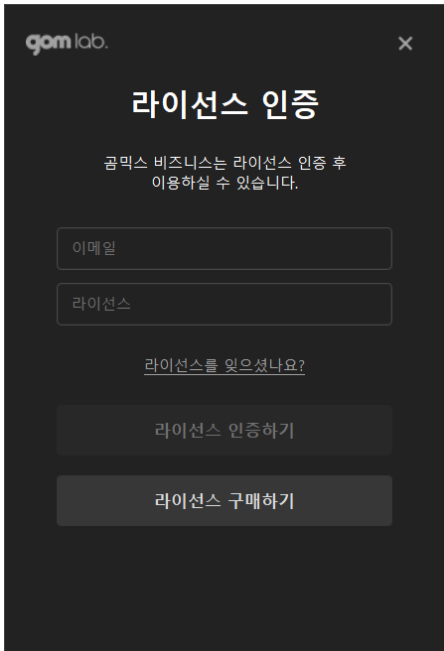 gom lab.
라이선스 인증
곰믹스 비즈니스는 라이선스 인증 후
이용하실 수 있습니다.
이메일
라이선스
라이선스를 잊으셨나요?
라이선스 인증하기
라이선스 구매하기